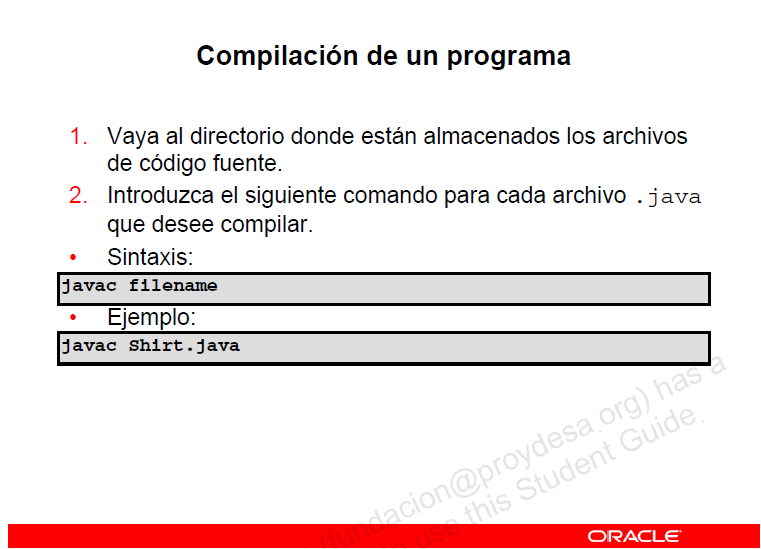 Compilación de un programa
1. Vaya al directorio donde están almacenados los archivos
de código fuente.
2. Introduzca el siguiente comando para cada archivo .java
que desee compilar.
• Sintaxis:
javac filename
• Ejemplo:
javac Shirt.java
(fundacion@proydesa.org) has a
to use this Student Guide.
ORACLE